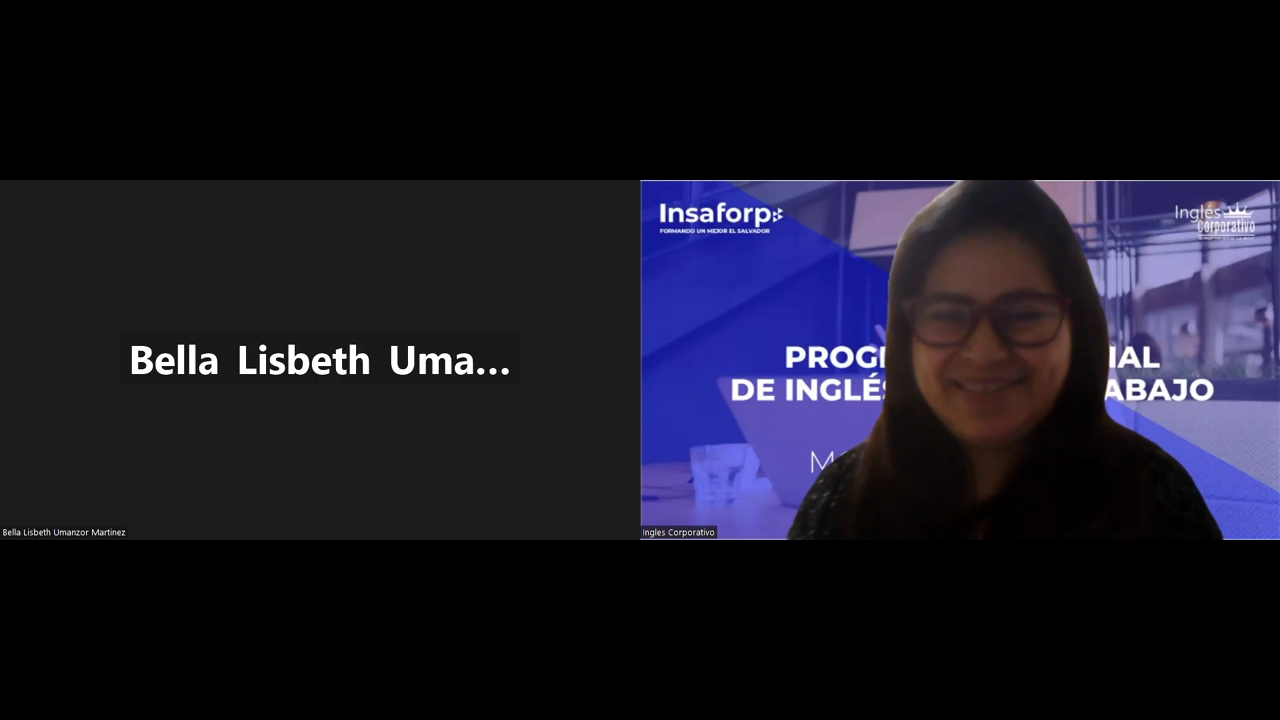 Bella Lisbeth Uma...
Bella Lisbeth Umanzor Martinez
Insaforp
FORMANDO UN MEJOR EL SALVADOR
Inglés
Corporativo
PROG IAL
DE INGLÉS ABAJO
Ingles Corporativo